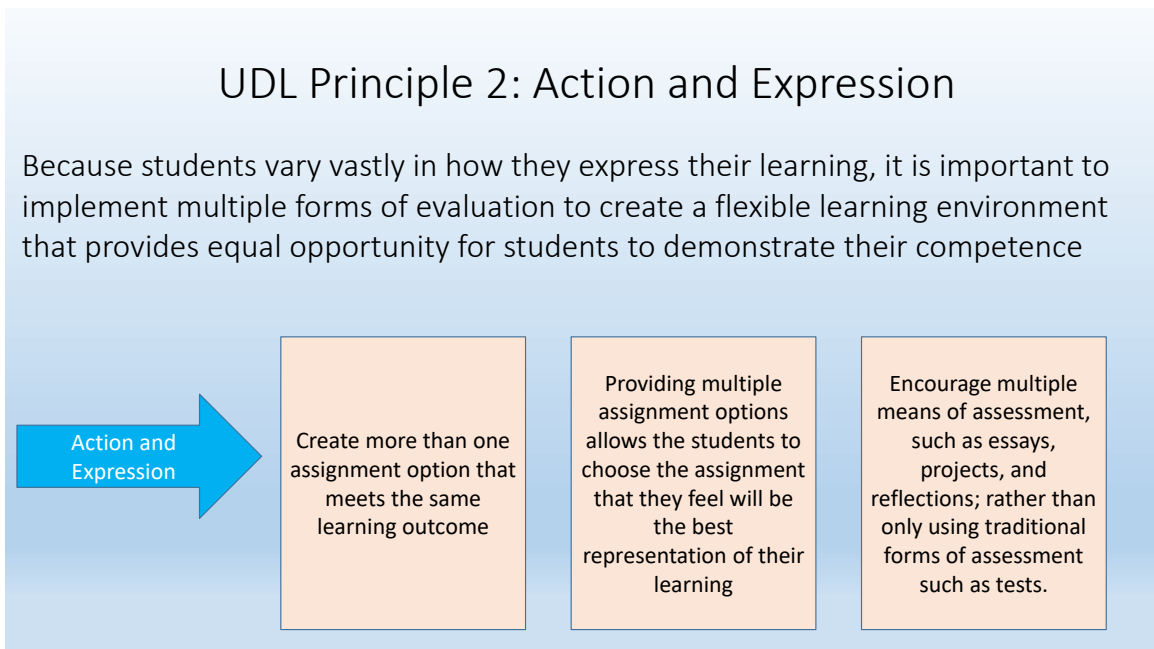 UDL Principle 2: Action and Expression
Because students vary vastly in how they express their learning, it is important to
implement multiple forms of evaluation to create a flexible learning environment
that provides equal opportunity for students to demonstrate their competence
Action and
Expression
Create more than one
assignment option that
meets the same
learning outcome
Providing multiple
assignment options
allows the students to
choose the assignment
that they feel will be
the best
representation of their
learning
Encourage multiple
means of assessment,
such as essays,
projects, and
reflections; rather than
only using traditional
forms of assessment
such as tests.